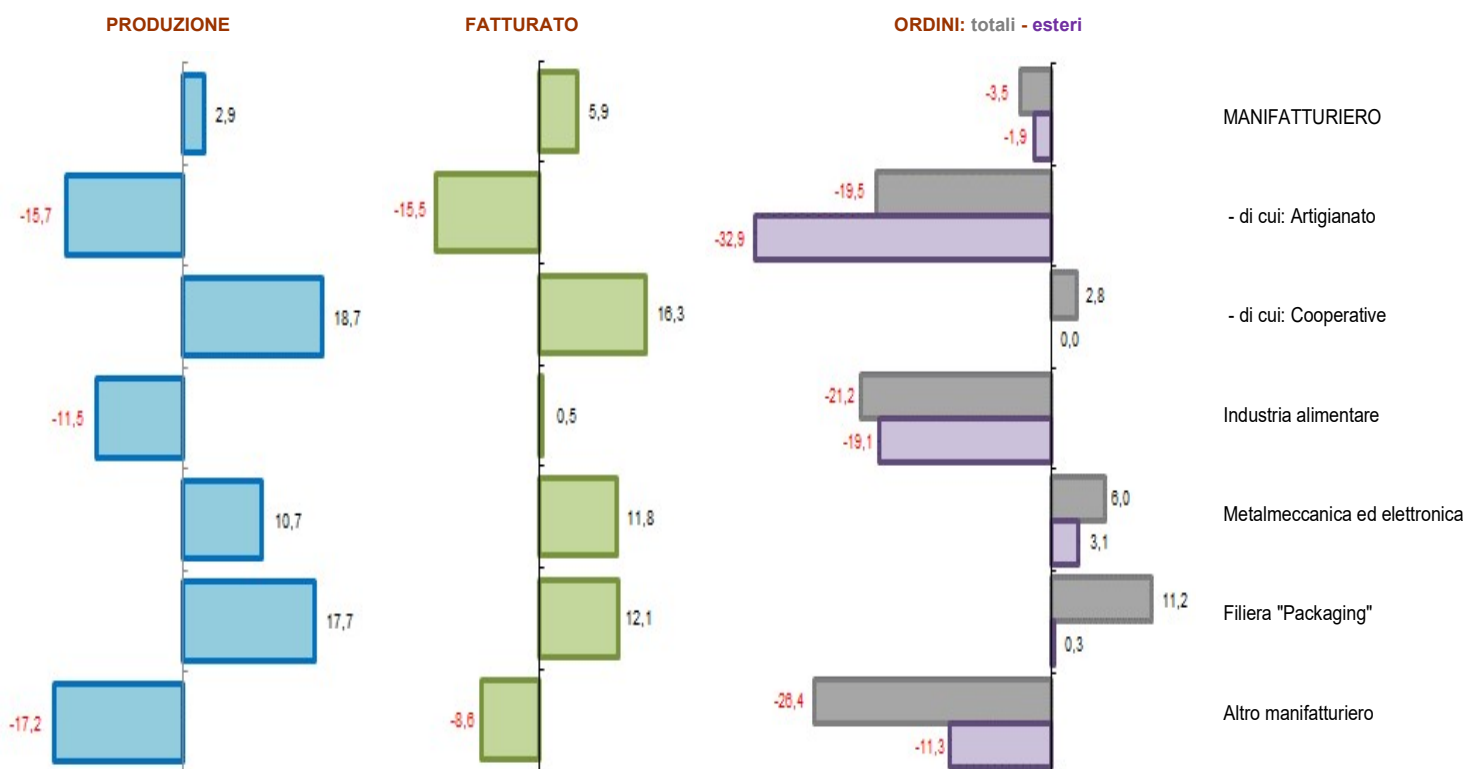 PRODUZIONE FATTURATO ORDINI: totali - esteri
2,9 5,9 -3,5 MANIFATTURIERO
-1,9
-15,7 -15,5 -19,5 - di cui: Artigianato
-32,9
18,7 16,3 2,8 - di cui: Cooperative
0,0
-11,5 0,5 -21,2 Industria alimentare
-19,1
10,7 11,8 6,0 Metalmeccanica ed elettronica
3,1
17,7 12,1 11,2 Filiera "Packaging"
0,3
-17,2 -8,6 -26,4 Altro manifatturiero
-11,3